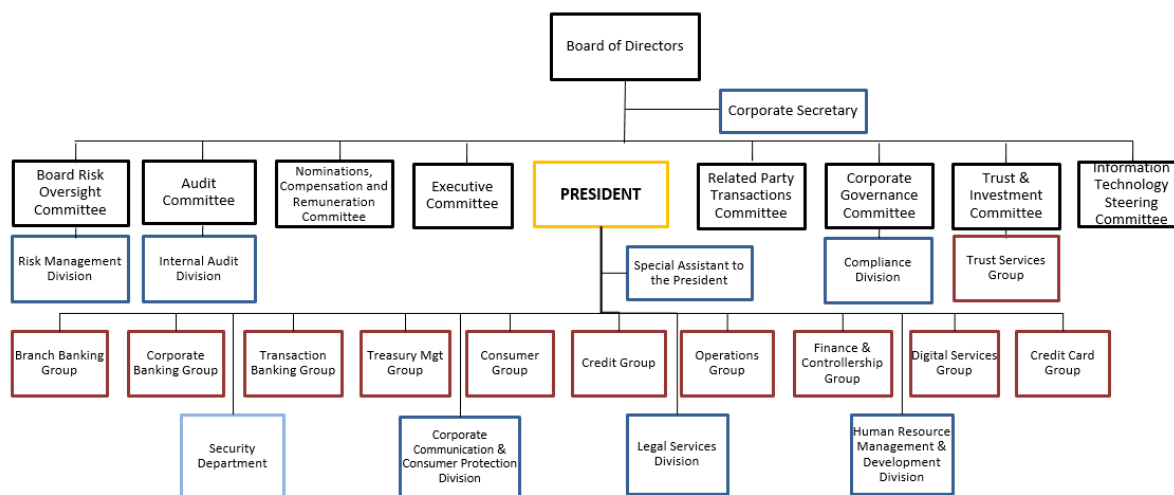 Board of Directors
Corporate Secretary
Board Risk
Oversight
Committee
Audit
Committee
Nominations,
Compensation and
Remuneration
Committee
Executive
Committee
PRESIDENT
Related Party
Transactions
Committee
Corporate
Governance
Committee
Trust &
Investment
Committee
Information
Technology
Steering
Committee
Risk Management
Division
Internal Audit
Division
Special Assistant to
the President
Compliance
Division
Trust Services
Group
Branch Banking
Group
Corporate
Banking Group
Transaction
Banking Group
Treasury Mgt
Group
Consumer
Group
Credit Group
Operations
Group
Finance &
Controllership
Group
Digital Services
Group
Credit Card
Group
Security
Department
Corporate
Communication &
Consumer Protection
Division
Legal Services
Division
Human Resource
Management &
Development
Division